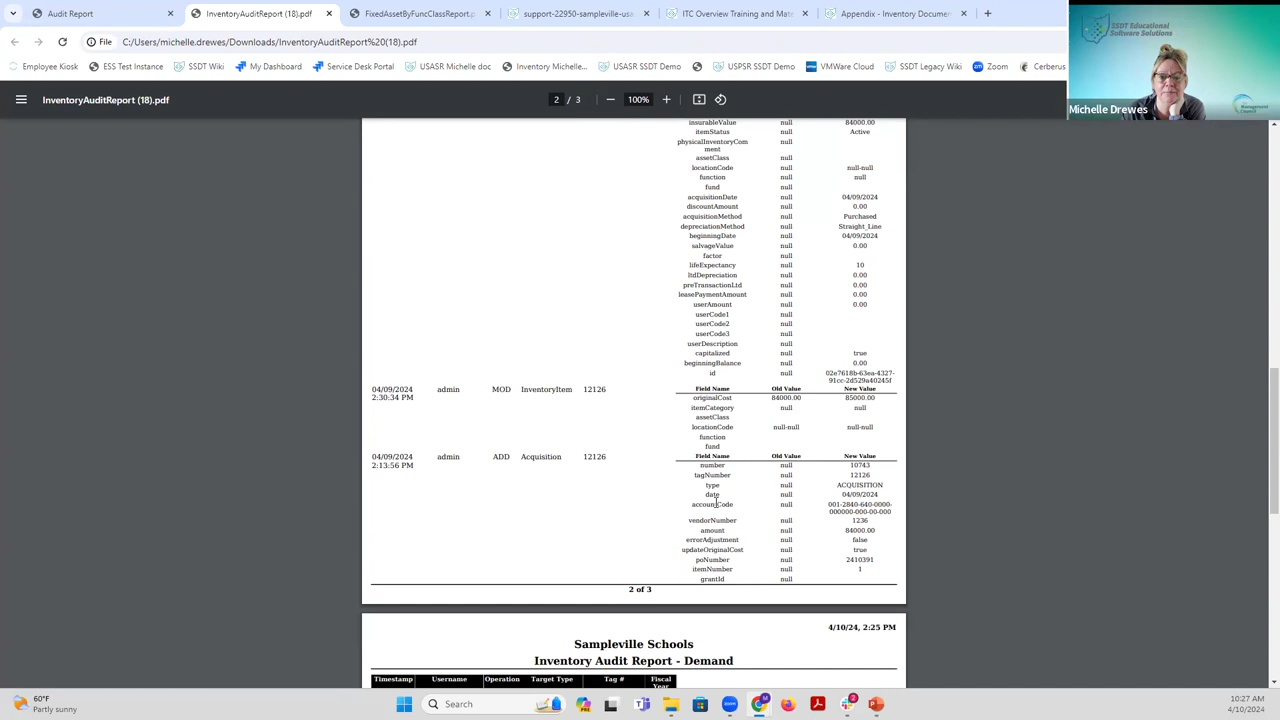 Audit Report
InventoryAuditReport (18).pdf
FixedAssetByFundClassReport.p
support-22950-sampleville-
ITC Training and Mate
Appendix - Inventory Docume
File
C:/Users/michelle.drewes/Downloads/InventoryAuditReport%20(18).pdf
Employee Kiosk
ESS Test Instance
SSDT Wiki
My Dashboard
Service Desk Portal
USASR Michelle doc
Inventory Michelle...
USASR SSDT Demo
USPSR SSDT Demo
VMWare Cloud
SSDT Legacy Wiki
Zoom
Cerberus
InventoryAuditReport (18).pdf
2 / 3
100%
SSDT Educational
Software Solutions
Management
Council
Michelle Drewes
insurableValue null 84000.00
itemStatus null Active
physicalInventoryCom null
ment
assetClass null
locationCode null null-null
function null null
fund null
acquisitionDate null 04/09/2024
discountAmount null 0.00
acquisitionMethod null Purchased
depreciationMethod null Straight_Line
beginningDate null 04/09/2024
salvageValue null 0.00
factor null
lifeExpectancy null 10
ltdDepreciation null 0.00
preTransactionLtd null 0.00
leasePaymentAmount null 0.00
userAmount null 0.00
userCode1 null
userCode2 null
userCode3 null
userDescription null
capitalized null true
beginningBalance null 0.00
id null 02e7618b-63ea-4327-
91cc-2d529a40245f
04/09/2024 admin MOD InventoryItem 12126 Field Name Old Value New Value
2:30:34 PM originalCost 84000.00 85000.00
itemCategory null null
assetClass
locationCode null-null null-null
function
fund
04/09/2024 admin ADD Acquisition 12126 Field Name Old Value New Value
2:13:56 PM number null 10743
tagNumber null 12126
type null ACQUISITION
date null 04/09/2024
accountCode null 001-2840-640-0000-
000000-000-00-000
vendorNumber null 1236
amount null 84000.00
errorAdjustment null false
updateOriginalCost null true
poNumber null 2410391
itemNumber null 1
grantId null
2 of 3
4/10/24, 2:25 PM
Sampleville Schools
Inventory Audit Report - Demand
Timestamp Username Operation Target Type Tag # Fiscal
Year
60°F
Partly sunny
Search
2
10:27 AM
4/10/2024